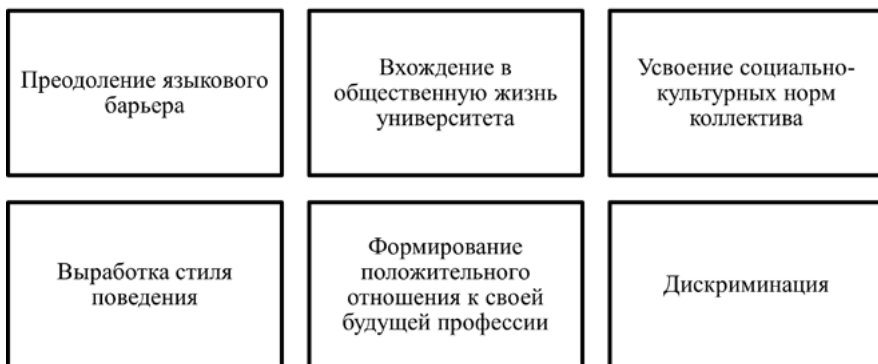 Преодоление языкового
барьера
Вхождение в
общественную жизнь
университета
Усвоение социально-
культурных норм
коллектива
Выработка стиля
поведения
Формирование
положительного
отношения к своей
будущей профессии
Дискриминация